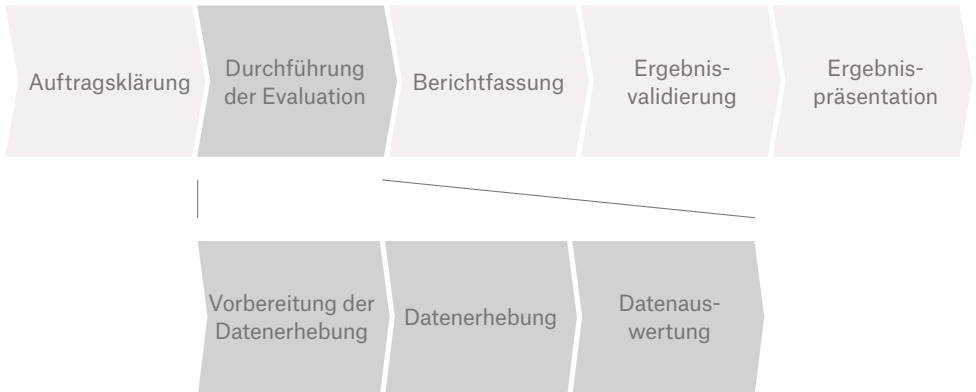 Auftragsklärung
Durchführung
der Evaluation
Berichtfassung
Ergebnis-
validierung
Ergebnis-
präsentation
Vorbereitung der
Datenerhebung
Datenerhebung
Datenaus-
wertung